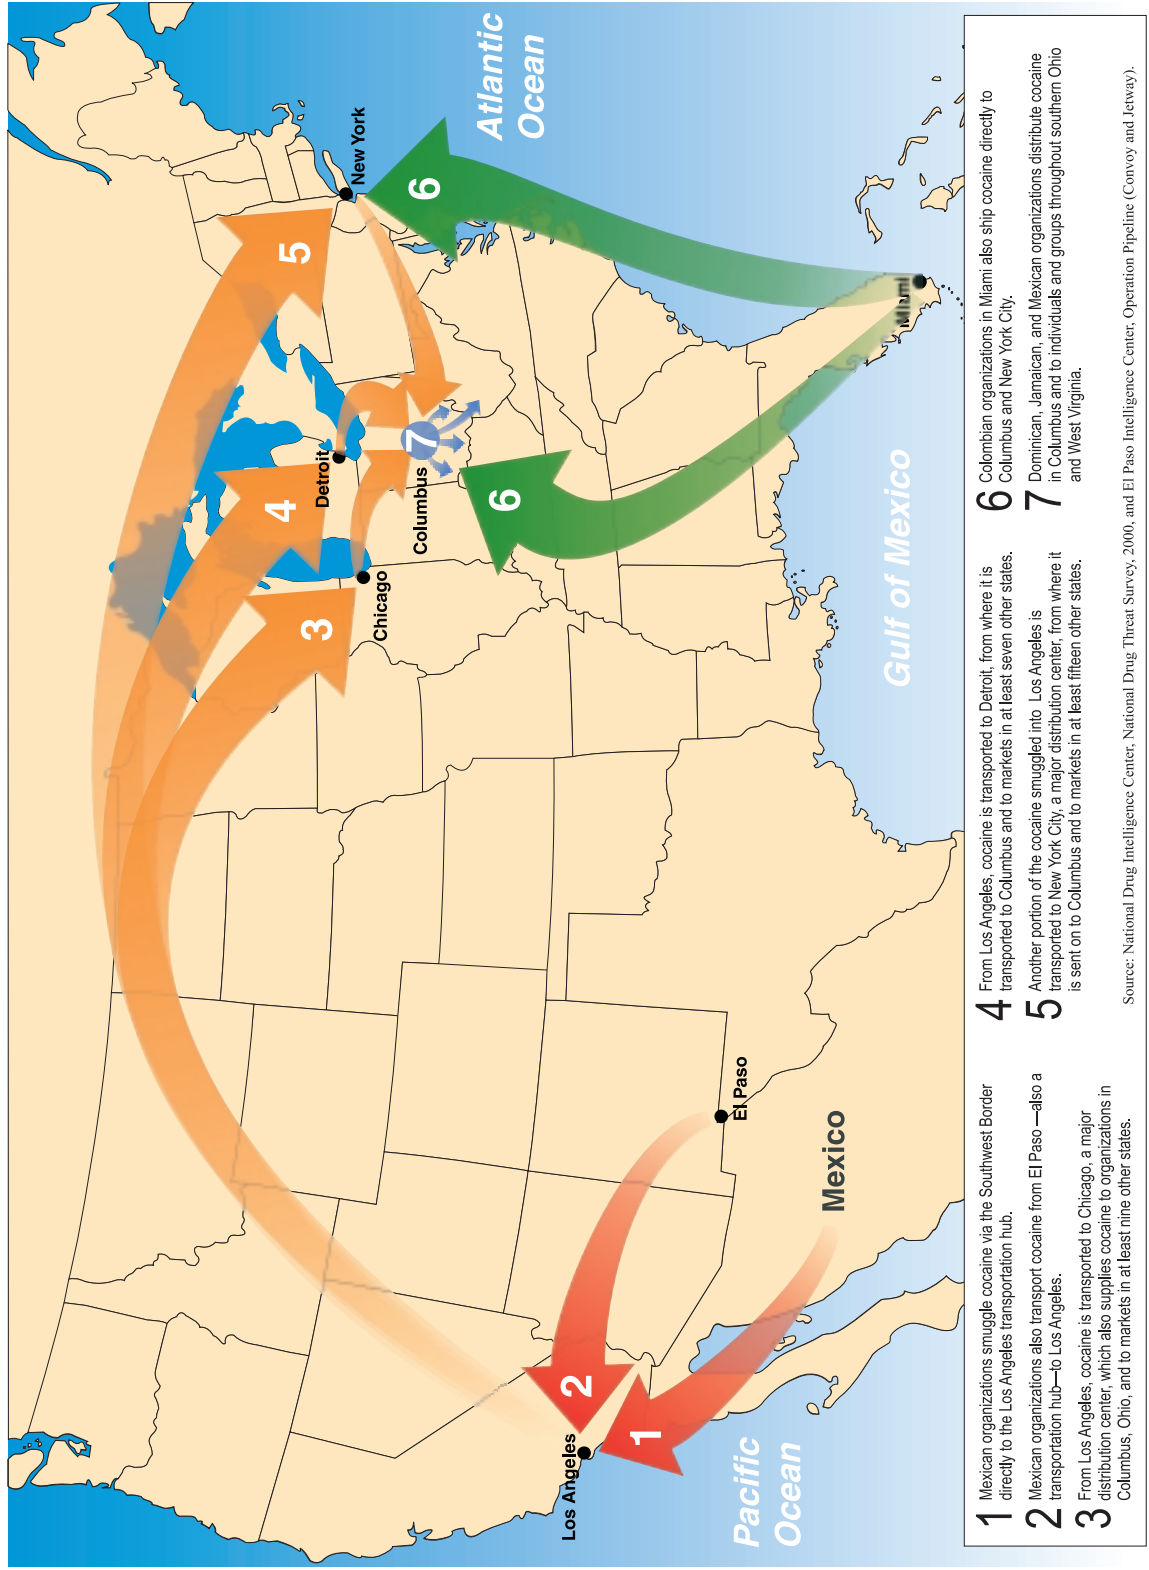 Atlantic
Ocean
New York
5
6
4
Detroit
7
Columbus
6
3
Chicago
Miami
Gulf of Mexico
El Paso
Mexico
2
Los Angeles
1
Pacific
Ocean
1 Mexican organizations smuggle cocaine via the Southwest Border
directly to the Los Angeles transportation hub.
2 Mexican organizations also transport cocaine from El Paso —also a
transportation hub—to Los Angeles.
3 From Los Angeles, cocaine is transported to Chicago, a major
distribution center, which also supplies cocaine to organizations in
Columbus, Ohio, and to markets in at least nine other states.
4 From Los Angeles, cocaine is transported to Detroit, from where it is
transported to Columbus and to markets in at least seven other states.
5 Another portion of the cocaine smuggled into Los Angeles is
transported to New York City, a major distribution center, from where it
is sent on to Columbus and to markets in at least fifteen other states.
6 Colombian organizations in Miami also ship cocaine directly to
Columbus and New York City.
7 Domican, Jamaican, and Mexican organizations distribute cocaine
in Columbus and to individuals and groups throughout southern Ohio
and West Virginia.
Source: National Drug Intelligence Center, National Drug Threat Survey, 2000, and El Paso Intelligence Center, Operation Pipeline (Convoy and Jetway).